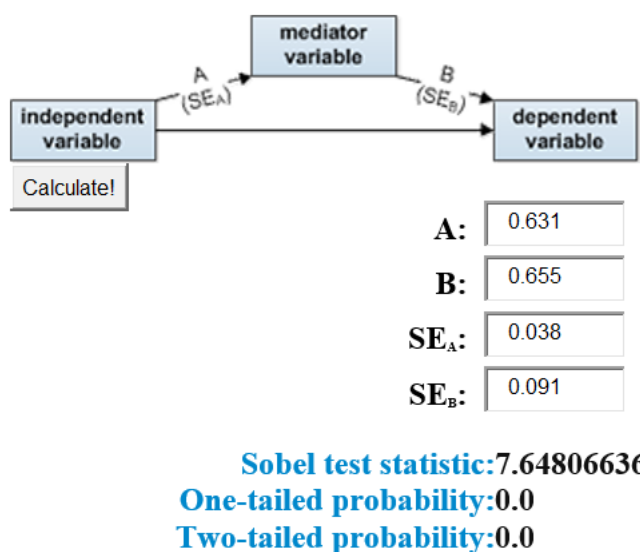 mediator
variable
A
(SEA)
B
(SEB)
independent
variable
dependent
variable
Calculate!
A: 0.631
B: 0.655
SEA: 0.038
SEB: 0.091
Sobel test statistic:7.64806636
One-tailed probability:0.0
Two-tailed probability:0.0